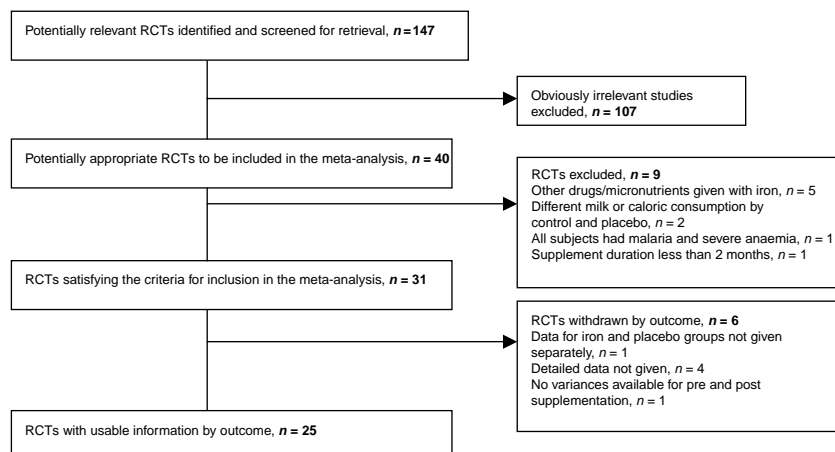 Potentially relevant RCTs identified and screened for retrieval, n = 147
Obviously irrelevant studies
excluded, n = 107
Potentially appropriate RCTs to be included in the meta-analysis, n = 40
RCTs excluded, n = 9
Other drugs/micronutrients given with iron, n = 5
Different milk or caloric consumption by
control and placebo, n = 2
All subjects had malaria and severe anaemia, n = 1
Supplement duration less than 2 months, n = 1
RCTs satisfying the criteria for inclusion in the meta-analysis, n = 31
RCTs withdrawn by outcome, n = 6
Data for iron and placebo groups not given
separately, n = 1
Detailed data not given, n = 4
No variances available for pre and post
supplementation, n = 1
RCTs with usable information by outcome, n = 25